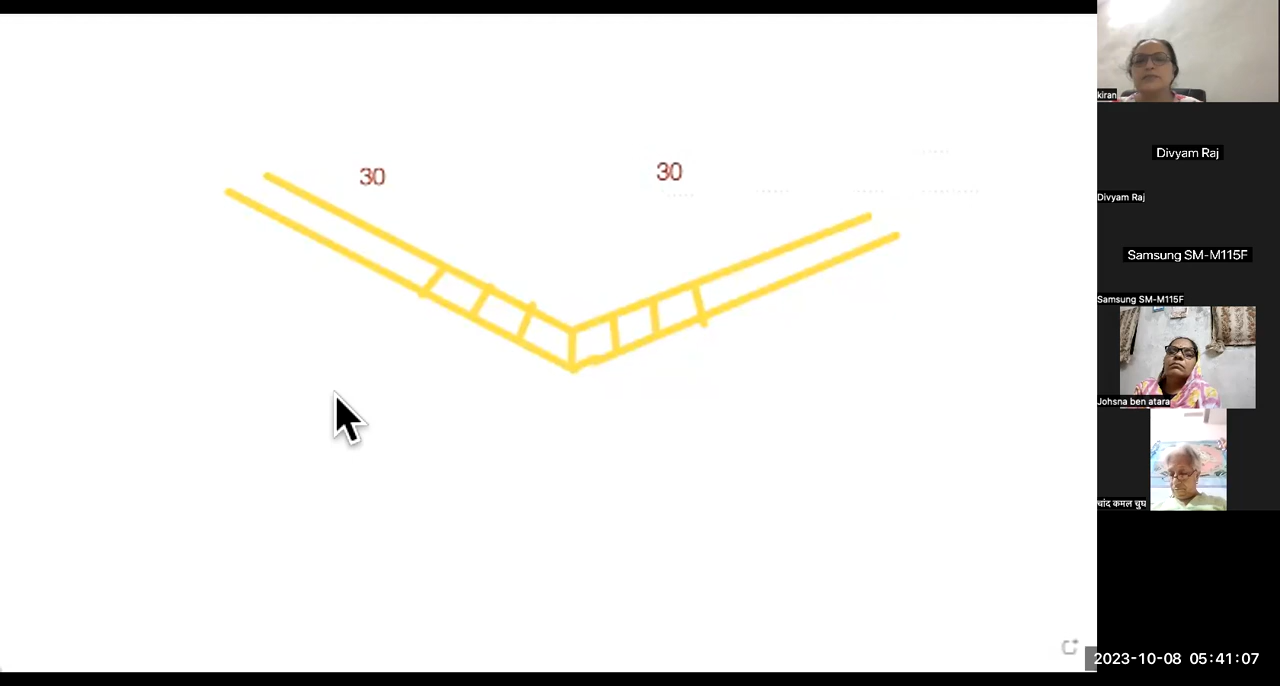 30
30
kiran
Divyam Raj
Divyam Raj
Samsung SM-M115F
Samsung SM-M115F
Johsna ben atara
चांद कमल चुघ
2023-10-08 05:41:07